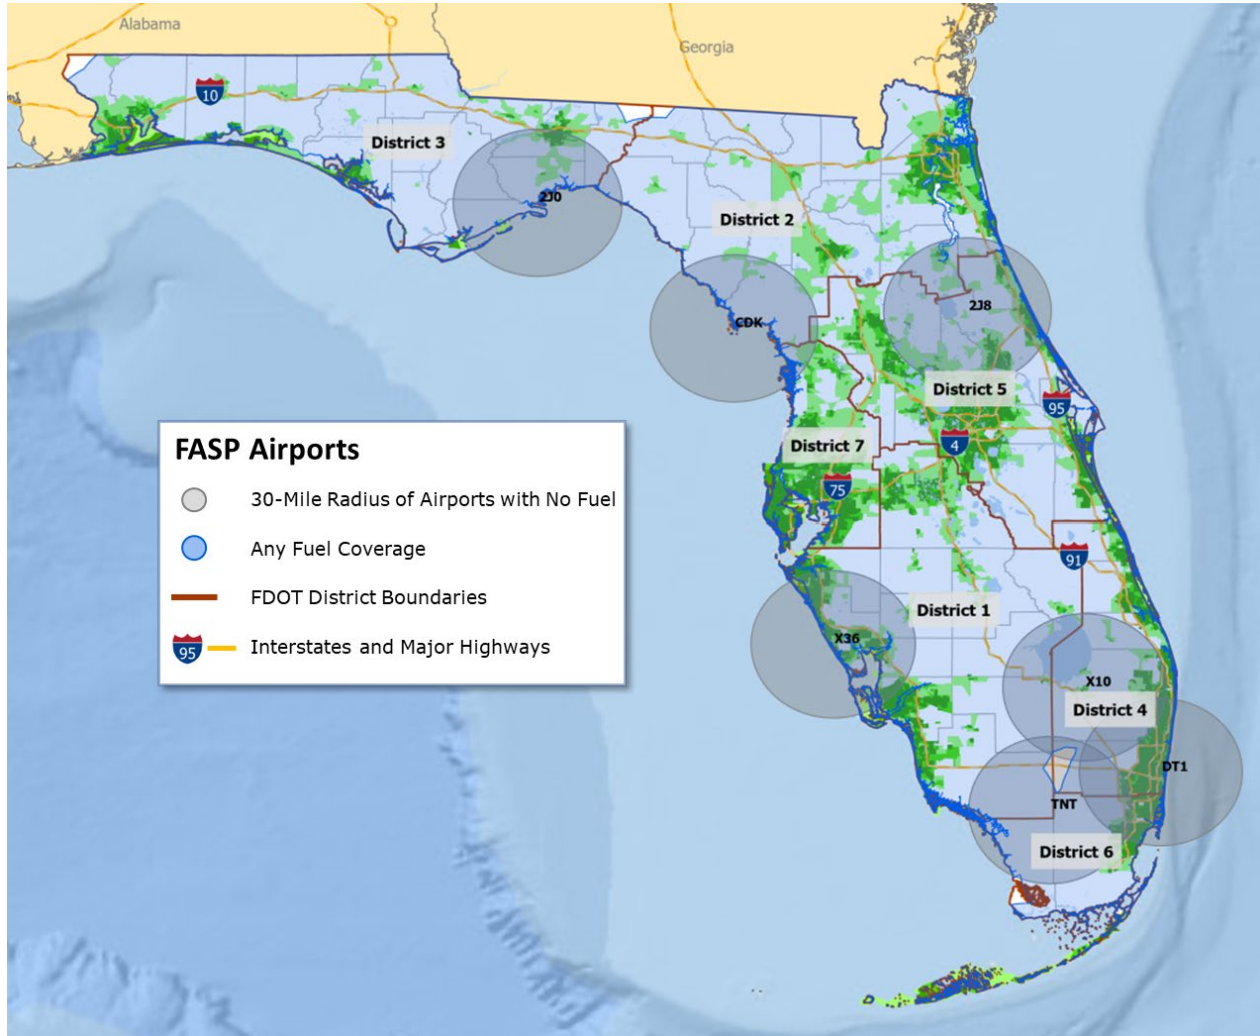 Alabama
Georgia
10
District 3
2J0
District 2
2J8
CDK
District 5
95
4
District 7
75
FASP Airports
30-Mile Radius of Airports with No Fuel
Any Fuel Coverage
FDOT District Boundaries
95
Interstates and Major Highways
91
District 1
X36
X10
District 4
DT1
TNT
District 6